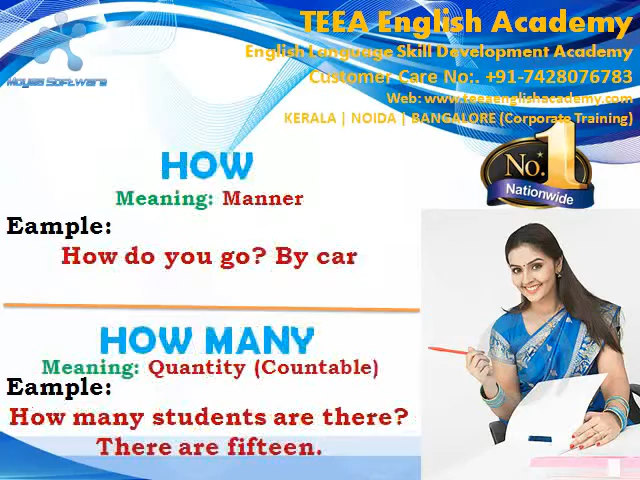 TEEA English Academy
English Language Skill Development Academy
Customer Care No:. +91-7428076783
Web: www.teeaenglishacademy.com
KERALA | NOIDA | BANGALORE (Corporate Training)
Moyea Software
No. 1
Nationwide
HOW
Meaning: Manner
Eample:
How do you go? By car
HOW MANY
Meaning: Quantity (Countable)
Eample:
How many students are there?
There are fifteen.